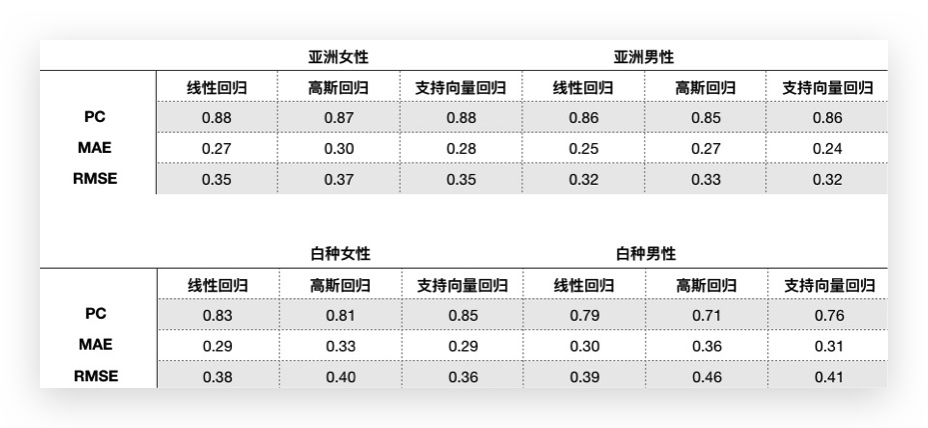 亚洲女性 亚洲男性
线性回归 高斯回归 支持向量回归 线性回归 高斯回归 支持向量回归
PC 0.88 0.87 0.88 0.86 0.85 0.86
MAE 0.27 0.30 0.28 0.25 0.27 0.24
RMSE 0.35 0.37 0.35 0.32 0.33 0.32
白种女性 白种男性
线性回归 高斯回归 支持向量回归 线性回归 高斯回归 支持向量回归
PC 0.83 0.81 0.85 0.79 0.71 0.76
MAE 0.29 0.33 0.29 0.30 0.36 0.31
RMSE 0.38 0.40 0.36 0.39 0.46 0.41